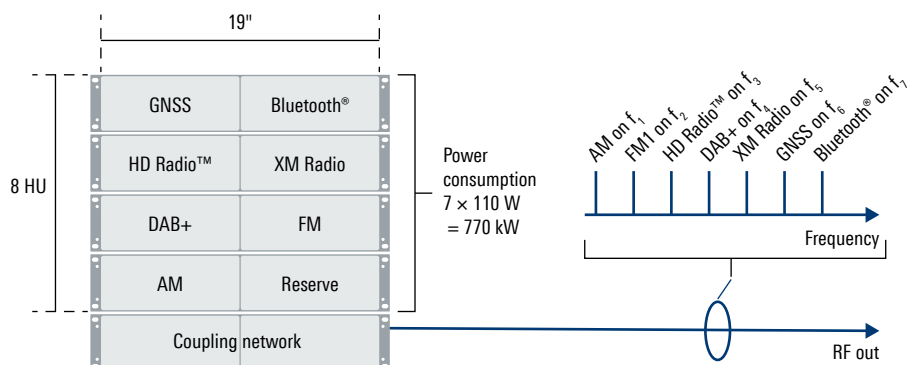 19"
GNSS
Bluetooth®
HD Radio™
XM Radio
8 HU
DAB+
FM
AM
Reserve
Coupling network
Power
consumption
7 × 110 W
= 770 kW
AM on f₁
FM1 on f₂
HD Radio™ on f₃
DAB+ on f₄
XM Radio on f₅
GNSS on f₆
Bluetooth® on f₇
Frequency
RF out